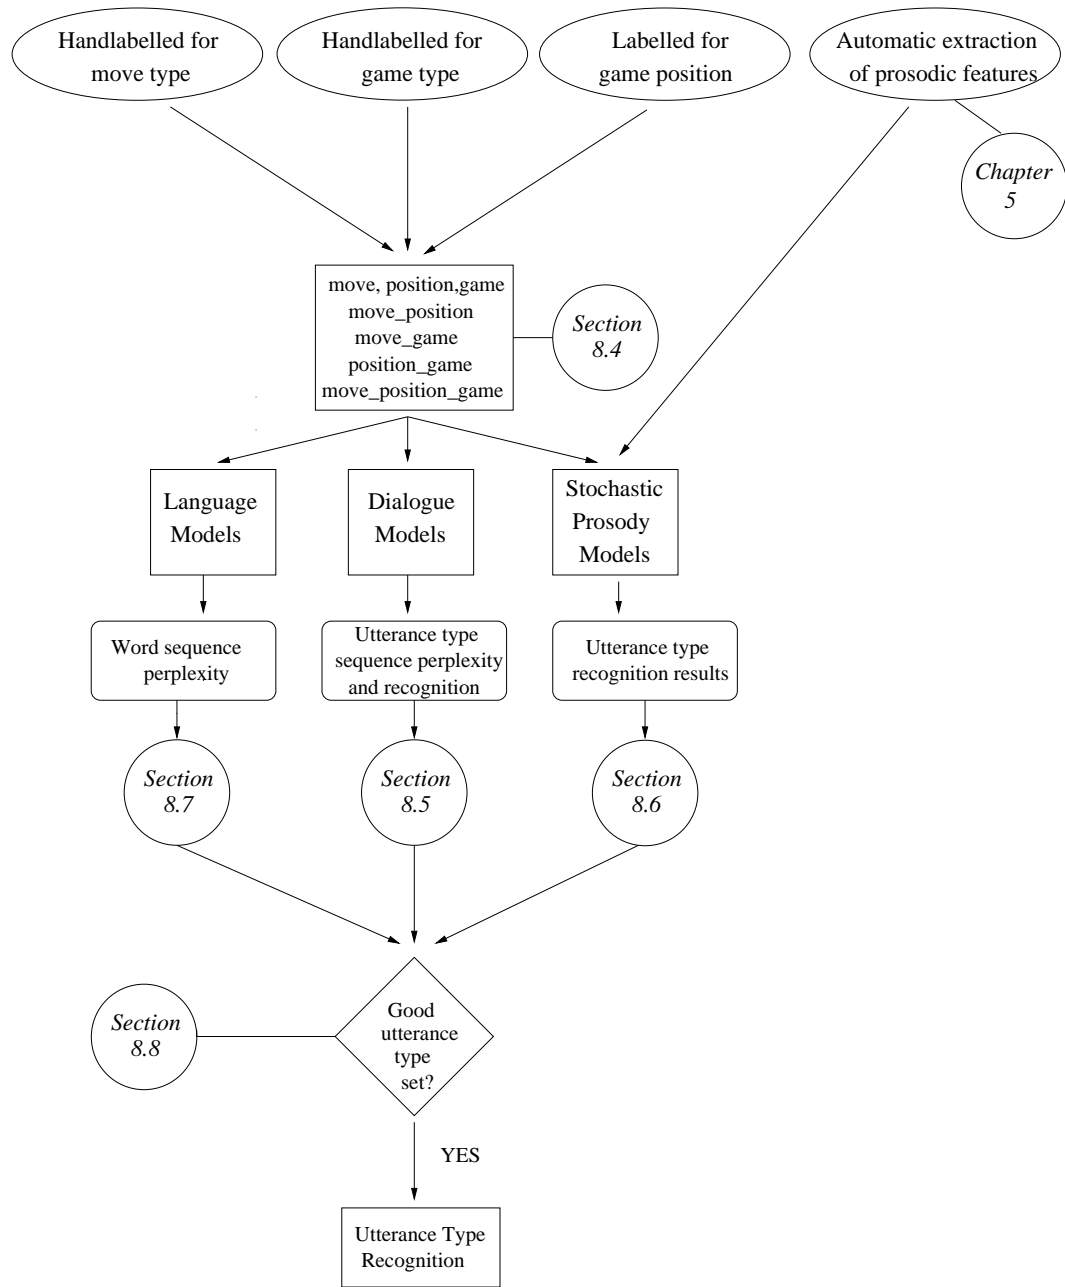 Handlabelled for
move type
Handlabelled for
game type
Labelled for
game position
Automatic extraction
of prosodic features
Chapter
5
move, position,game
move_position
move_game
position_game
move_position_game
Section
8.4
Language
Models
Dialogue
Models
Stochastic
Prosody
Models
Word sequence
perplexity
Utterance type
sequence perplexity
and recognition
Utterance type
recognition results
Section
8.7
Section
8.5
Section
8.6
Section
8.8
Good
utterance
type
set?
YES
Utterance Type
Recognition